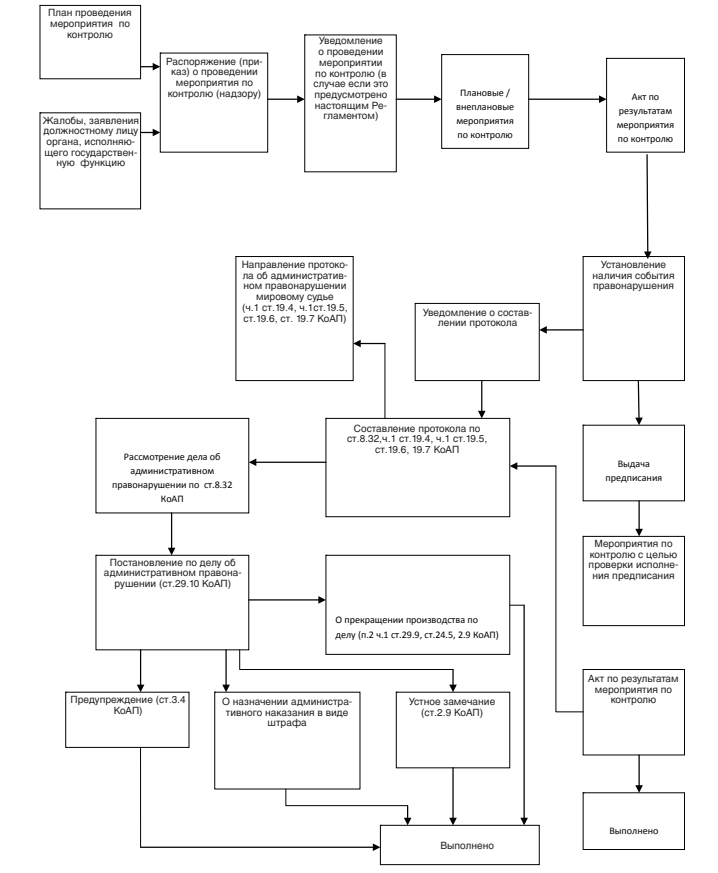 План проведения
мероприятия по
контролю
Жалобы, заявления
должностному лицу
органа, исполняю-
щего государствен-
ную функцию
Распоряжение (при-
каз) о проведении
мероприятия по
контролю (надзору)
Уведомление
о проведении
мероприятии
по контролю (в
случае если это
предусмотрено
настоящим Ре-
гламентом)
Плановые /
внеплановые
мероприятия
по контролю
Акт по
результатам
мероприятия
по контролю
Направление протоко-
ла об административ-
ном правонарушении
мировому судье
(ч.1 ст.19.4, ч.1ст.19.5,
ст.19.6, ст. 19.7 КоАП)
Уведомление о состав-
лении протокола
Установление
наличия события
правонарушения
Рассмотрение дела об
административном
правонарушении по ст.8.32
КоАП
Составление протокола по
ст.8.32,ч.1 ст.19.4, ч.1 ст.19.5,
ст.19.6, 19.7 КоАП
Выдача
предписания
Мероприятия по
контролю с целью
проверки исполне-
ния предписания
Постановление по делу об
административном правона-
рушении (ст.29.10 КоАП)
О прекращении производства по
делу (п.2 ч.1 ст.29.9, ст.24.5, 2.9 КоАП)
Предупреждение (ст.3.4
КоАП)
О назначении администра-
тивного наказания в виде
штрафа
Устное замечание
(ст.2.9 КоАП)
Акт по результатам
мероприятия по
контролю
Выполнено
Выполнено